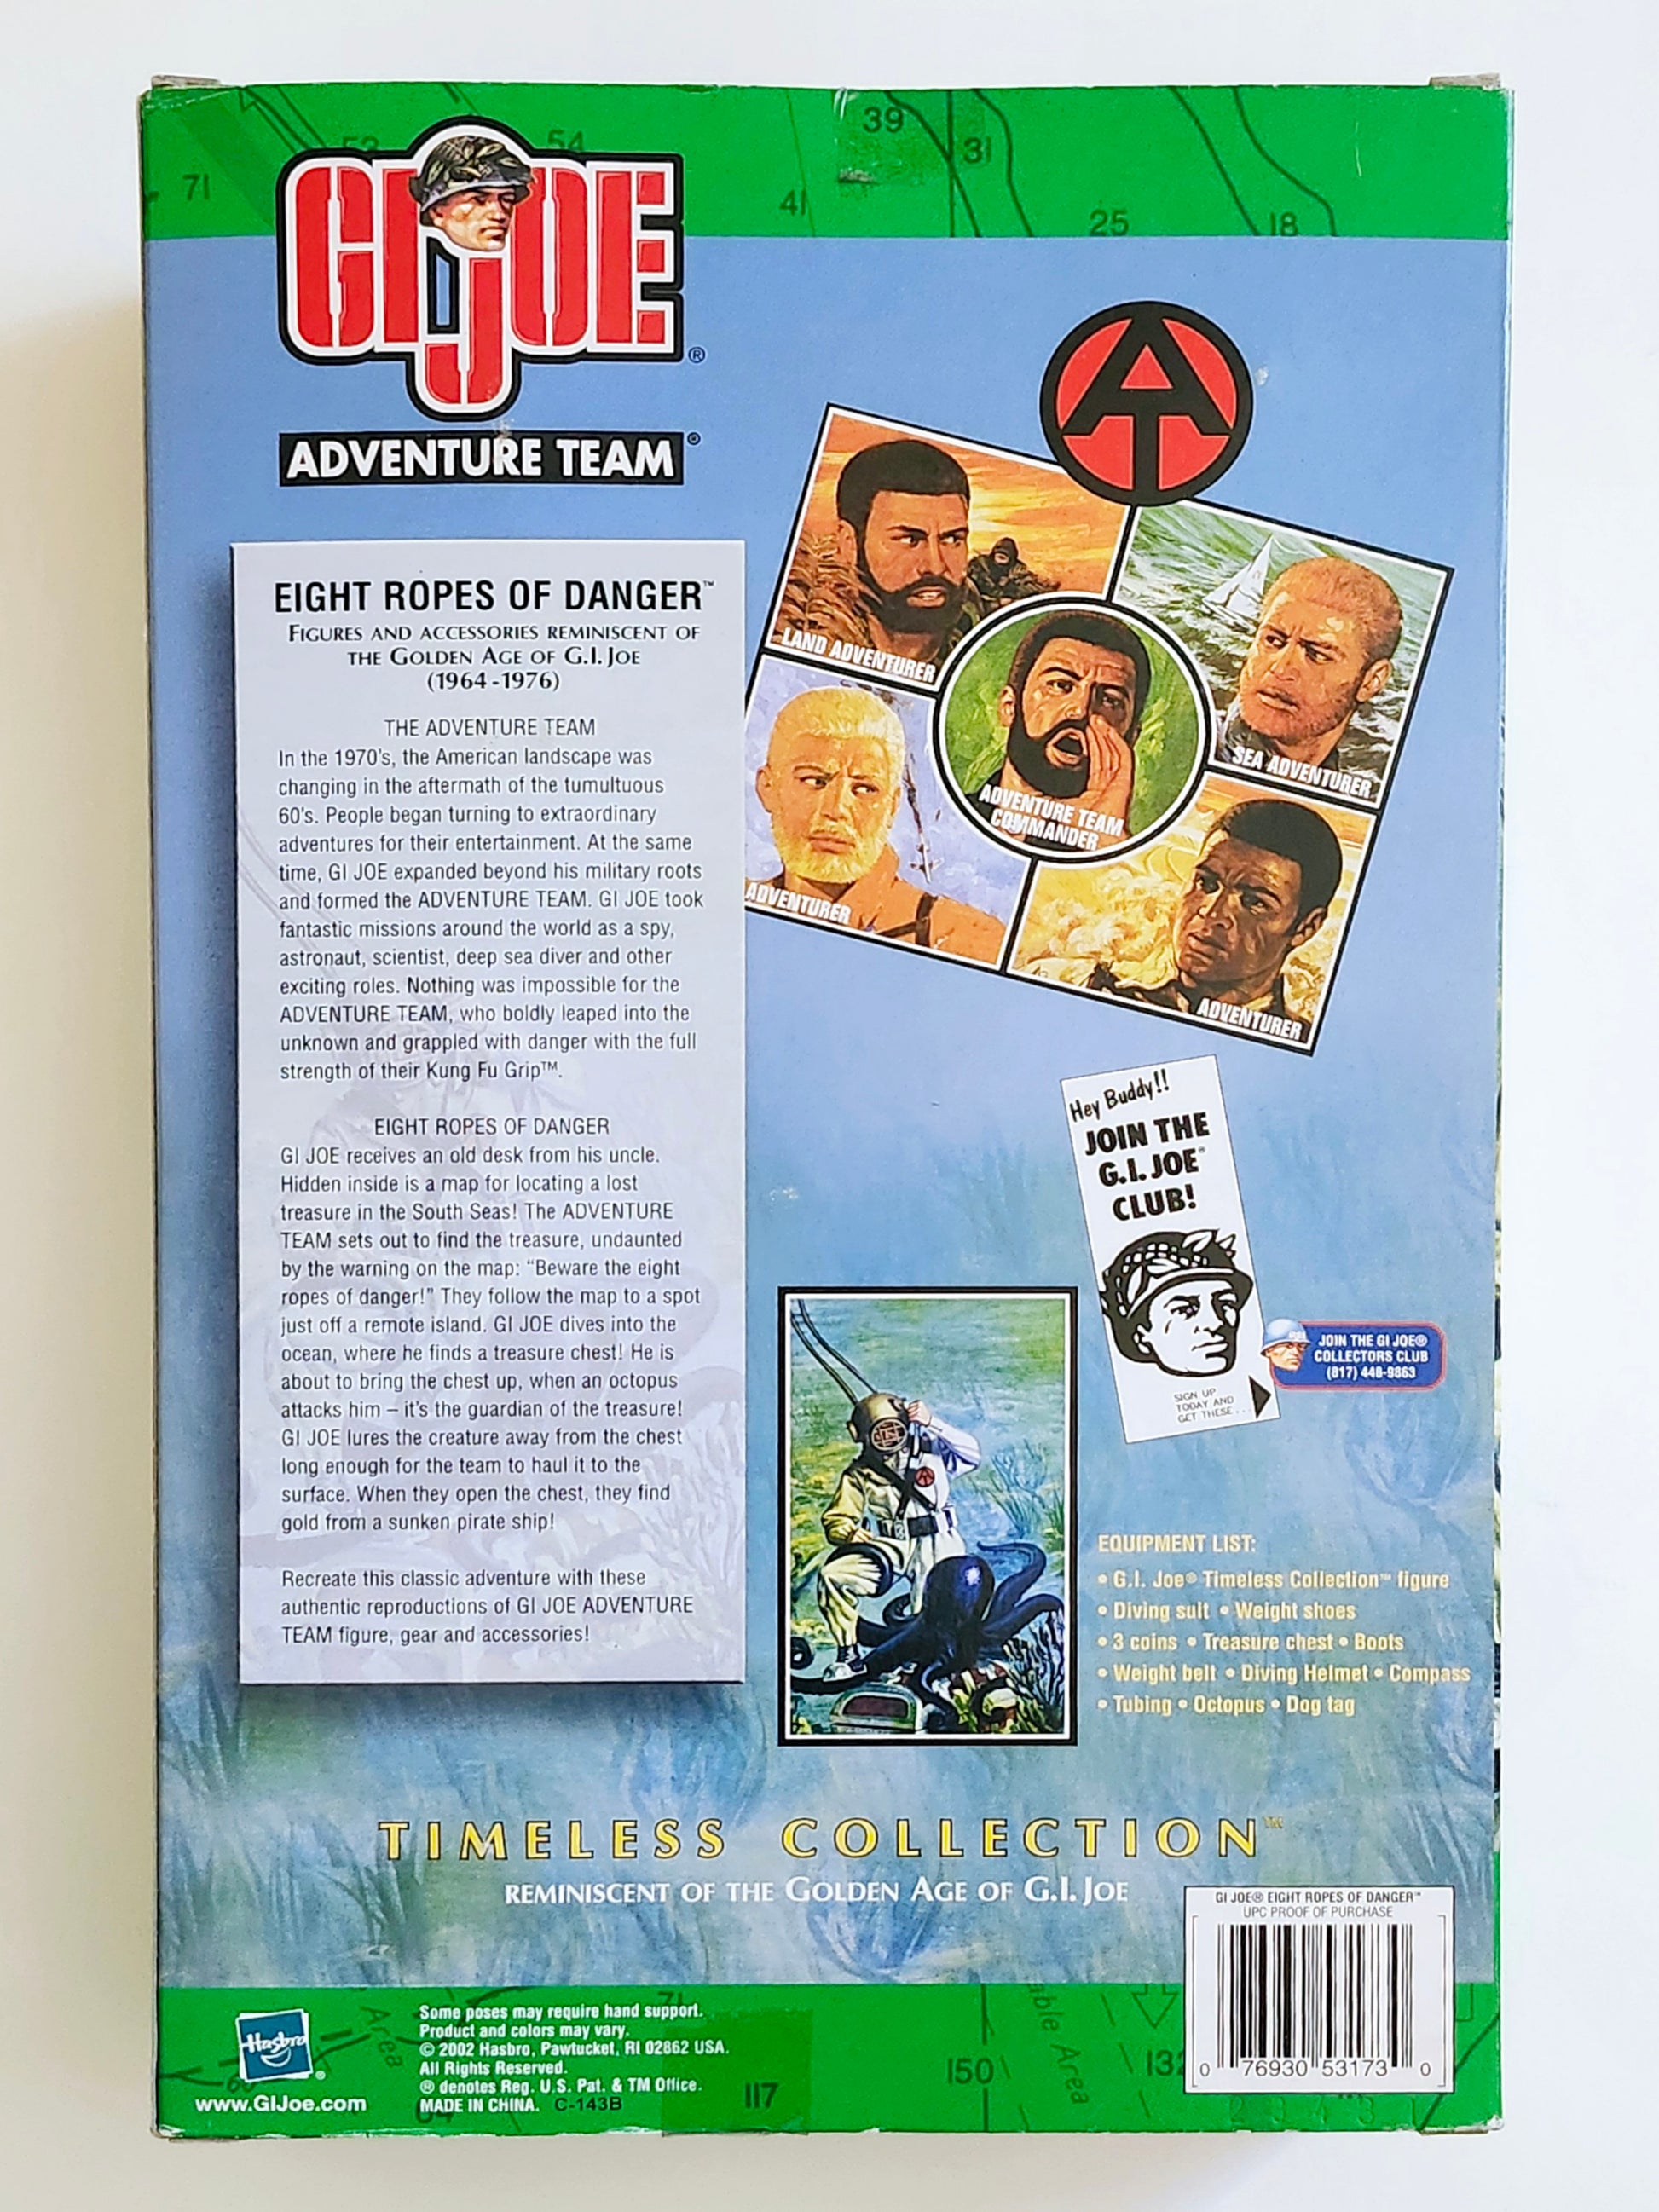 71
53
54
39
31
41
25
18
GI JOE®
ADVENTURE TEAM®
AT
EIGHT ROPES OF DANGER™
FIGURES AND ACCESSORIES REMINISCENT OF
THE GOLDEN AGE OF G.I. JOE
(1964-1976)
THE ADVENTURE TEAM
In the 1970's, the American landscape was
changing in the aftermath of the tumultuous
60's. People began turning to extraordinary
adventures for their entertainment. At the same
time, GI JOE expanded beyond his military roots
and formed the ADVENTURE TEAM. GI JOE took
fantastic missions around the world as a spy,
astronaut, scientist, deep sea diver and other
exciting roles. Nothing was impossible for the
ADVENTURE TEAM, who boldly leaped into the
unknown and grappled with danger with the full
strength of their Kung Fu Grip™.
EIGHT ROPES OF DANGER
GI JOE receives an old desk from his uncle.
Hidden inside is a map for locating a lost
treasure in the South Seas! The ADVENTURE
TEAM sets out to find the treasure, undaunted
by the warning on the map: “Beware the eight
ropes of danger!” They follow the map to a spot
just off a remote island. GI JOE dives into the
ocean, where he finds a treasure chest! He is
about to bring the chest up, when an octopus
attacks him – it's the guardian of the treasure!
GI JOE lures the creature away from the chest
long enough for the team to haul it to the
surface. When they open the chest, they find
gold from a sunken pirate ship!
Recreate this classic adventure with these
authentic reproductions of GI JOE ADVENTURE
TEAM figure, gear and accessories!
LAND ADVENTURER
SEA ADVENTURER
ADVENTURE TEAM
COMMANDER
ADVENTURER
ADVENTURER
Hey Buddy!!
JOIN THE
G.I. JOE™
CLUB!
SIGN UP
TODAY AND
GET THESE...
JOIN THE GI JOE®
COLLECTORS CLUB
(817) 448-9863
EQUIPMENT LIST:
• G.I. Joe® Timeless Collection™ figure
• Diving suit • Weight shoes
• 3 coins • Treasure chest • Boots
• Weight belt • Diving Helmet • Compass
• Tubing • Octopus • Dog tag
TIMELESS COLLECTION™
REMINISCENT OF THE GOLDEN AGE OF G.I. JOE
GI JOE® EIGHT ROPES OF DANGER™
UPC PROOF OF PURCHASE
0 76930 53173 0
Hasbro®
www.GIJoe.com
Some poses may require hand support.
Product and colors may vary.
© 2002 Hasbro, Pawtucket, RI 02862 USA.
All Rights Reserved.
® denotes Reg. U.S. Pat. & TM Office.
MADE IN CHINA. C-143B
71
Area
117
150
Area
132